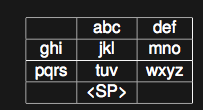 abc def
ghi jkl mno
pqrs tuv wxyz
<SP>